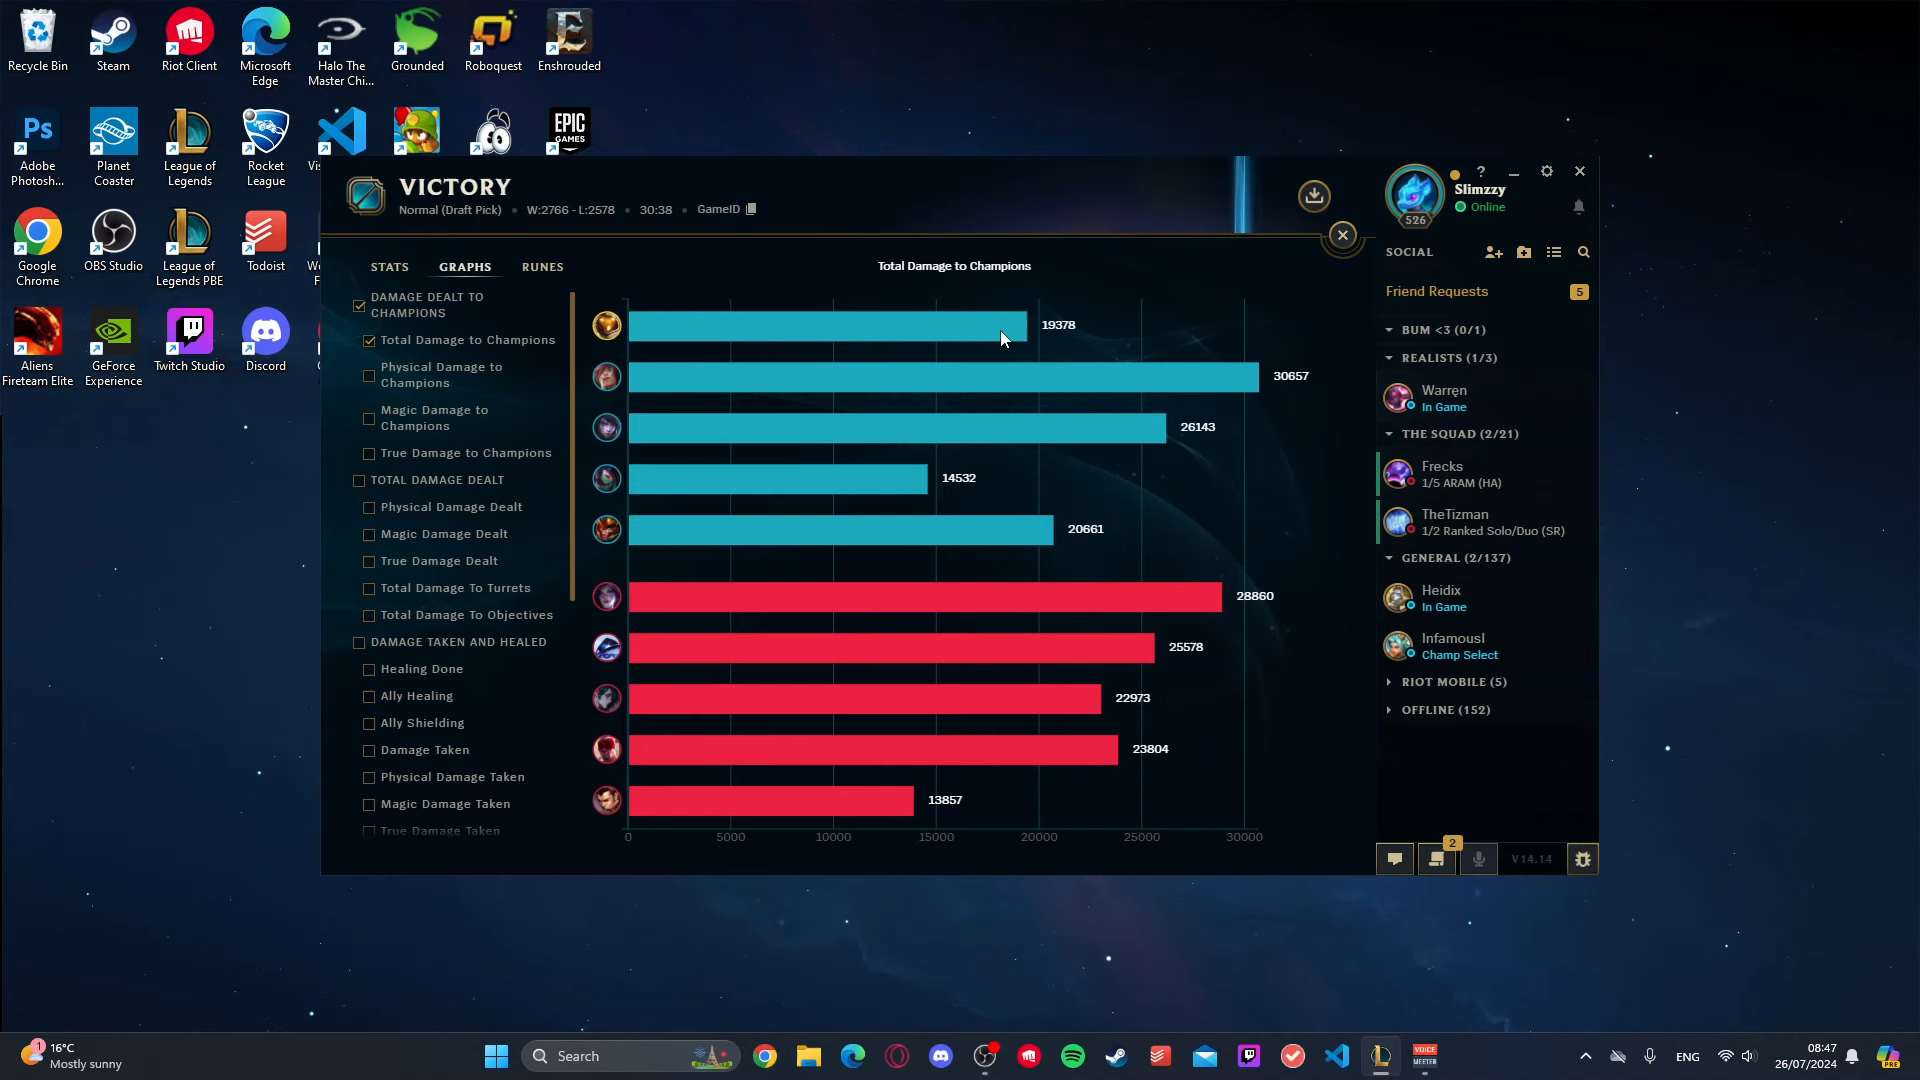 Recycle Bin
Steam
Riot Client
Microsoft
Edge
Halo The
Master Chi...
Grounded
Roboquest
Enshrouded
Ps
EPIC
GAMES
Adobe
Photosh...
Planet
Coaster
League of
Legends
Rocket
League
Vis
Google
Chrome
OBS Studio
League of
Legends PBE
Todoist
Aliens
Fireteam Elite
GeForce
Experience
Twitch Studio
Discord
VICTORY
Normal (Draft Pick) • W:2766 - L:2578 • 30:38 • GameID
STATS
GRAPHS
RUNES
Total Damage to Champions
DAMAGE DEALT TO
CHAMPIONS
Total Damage to Champions
Physical Damage to
Champions
Magic Damage to
Champions
True Damage to Champions
TOTAL DAMAGE DEALT
Physical Damage Dealt
Magic Damage Dealt
True Damage Dealt
Total Damage To Turrets
Total Damage To Objectives
DAMAGE TAKEN AND HEALED
Healing Done
Ally Healing
Ally Shielding
Damage Taken
Physical Damage Taken
Magic Damage Taken
True Damage Taken
19378
30657
26143
14532
20661
28860
25578
22973
23804
13857
0 5000 10000 15000 20000 25000 30000
?
Slimzzy
Online
526
SOCIAL
Friend Requests 5
BUM <3 (0/1)
REALISTS (1/3)
Warręn
In Game
THE SQUAD (2/21)
Frecks
1/5 ARAM (HA)
TheTizman
1/2 Ranked Solo/Duo (SR)
GENERAL (2/137)
Heidix
In Game
InfamousI
Champ Select
RIOT MOBILE (5)
OFFLINE (152)
2
V14.14
1
16°C
Mostly sunny
Search
VOICE
MEETER
ENG
08:47
26/07/2024
PRE